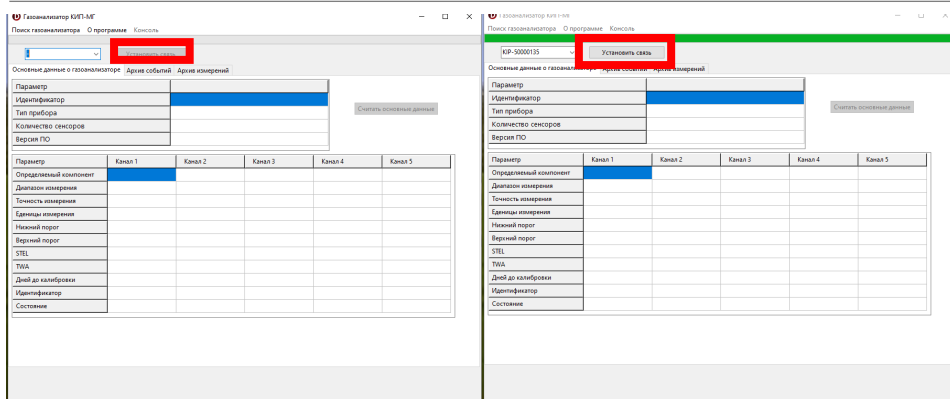 Газоанализатор КИП-МГ
Поиск газоанализатора О программе Консоль
Установить связь
Основные данные о газоанализаторе Архив событий Архив измерений
Параметр
Идентификатор
Тип прибора
Количество сенсоров
Версия ПО
Считать основные данные
Параметр Канал 1 Канал 2 Канал 3 Канал 4 Канал 5
Определяемый компонент
Диапазон измерения
Точность измерения
Еденицы измерения
Нижний порог
Верхний порог
STEL
TWA
Дней до калибровки
Идентификатор
Состояние
Газоанализатор КИП-МГ
Поиск газоанализатора О программе Консоль
KIP-50000135 Установить связь
Основные данные о газоанализаторе Архив событий Архив измерений
Параметр
Идентификатор
Тип прибора
Количество сенсоров
Версия ПО
Считать основные данные
Параметр Канал 1 Канал 2 Канал 3 Канал 4 Канал 5
Определяемый компонент
Диапазон измерения
Точность измерения
Еденицы измерения
Нижний порог
Верхний порог
STEL
TWA
Дней до калибровки
Идентификатор
Состояние